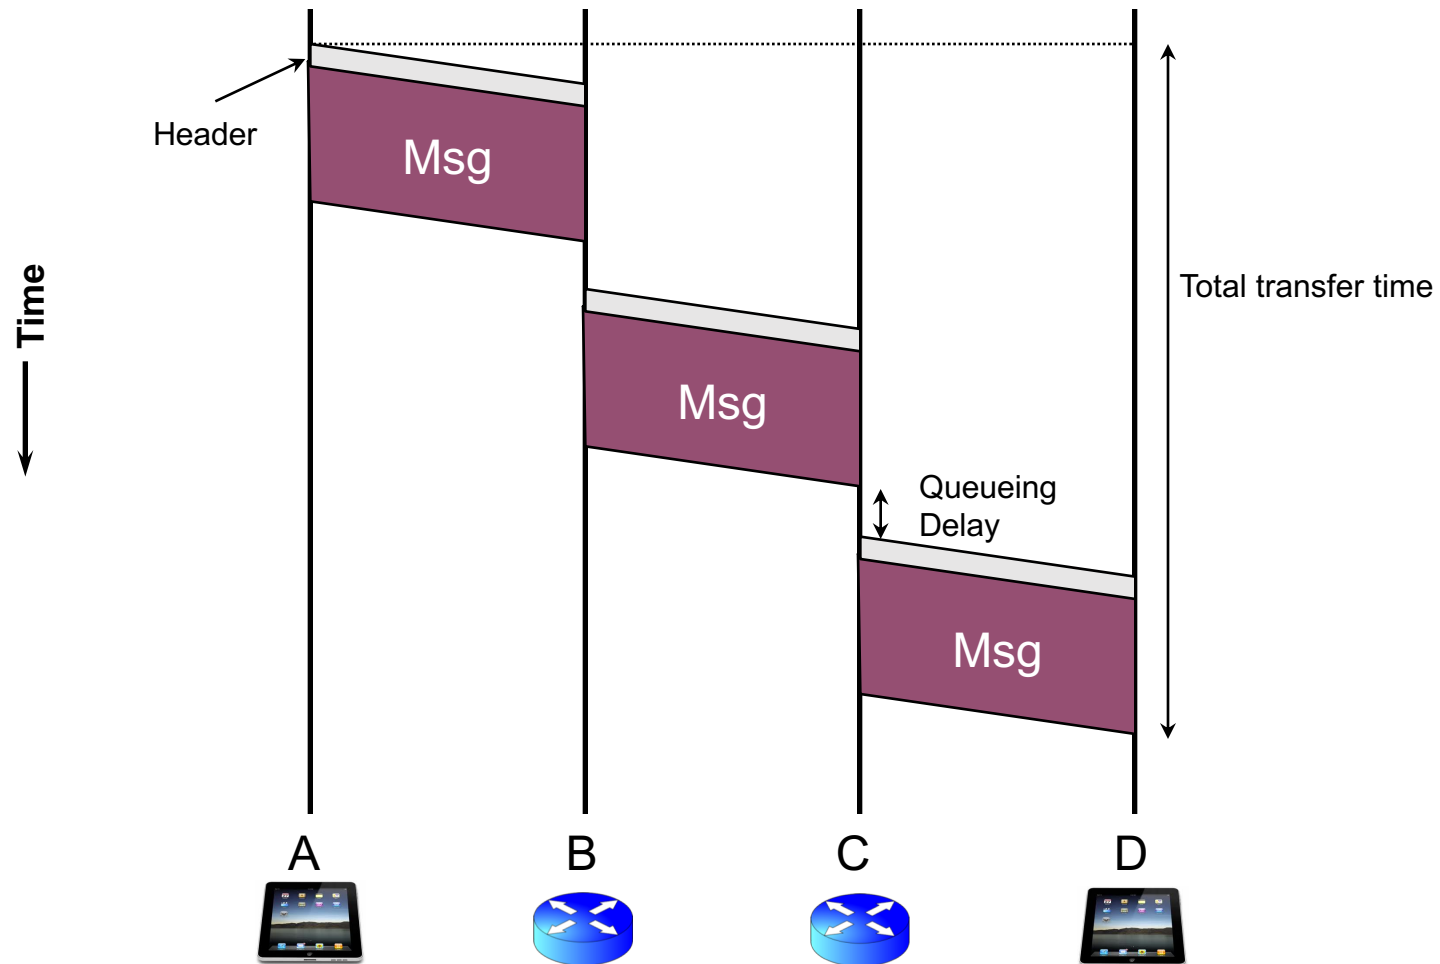 Header
Msg
Time
Total transfer time
Msg
Queueing
Delay
Msg
A
B
C
D